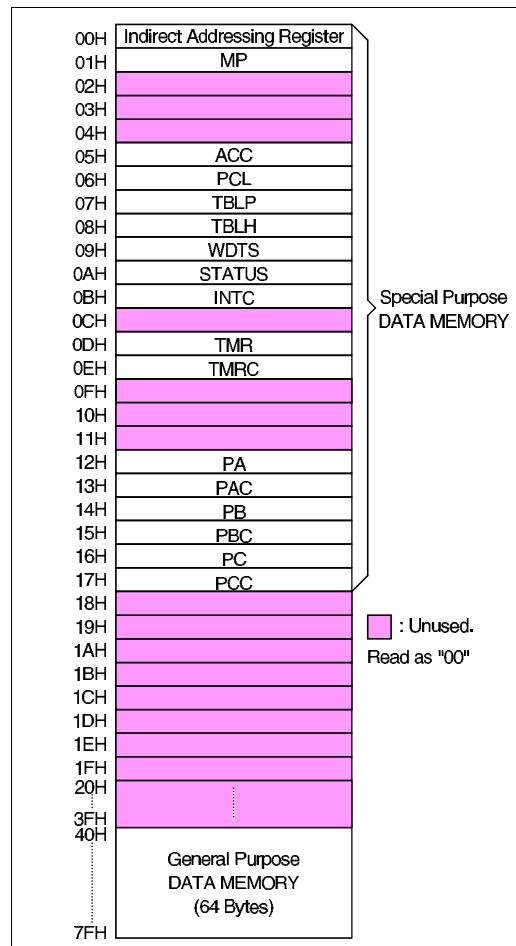 00H Indirect Addressing Register
01H MP
02H
03H
04H
05H ACC
06H PCL
07H TBLP
08H TBLH
09H WDTS
0AH STATUS
0BH INTC
Special Purpose
DATA MEMORY
0CH
0DH TMR
0EH TMRC
0FH
10H
11H
12H PA
13H PAC
14H PB
15H PBC
16H PC
17H PCC
18H
19H
: Unused.
Read as "00"
1AH
1BH
1CH
1DH
1EH
1FH
20H
3FH
40H
General Purpose
DATA MEMORY
(64 Bytes)
7FH